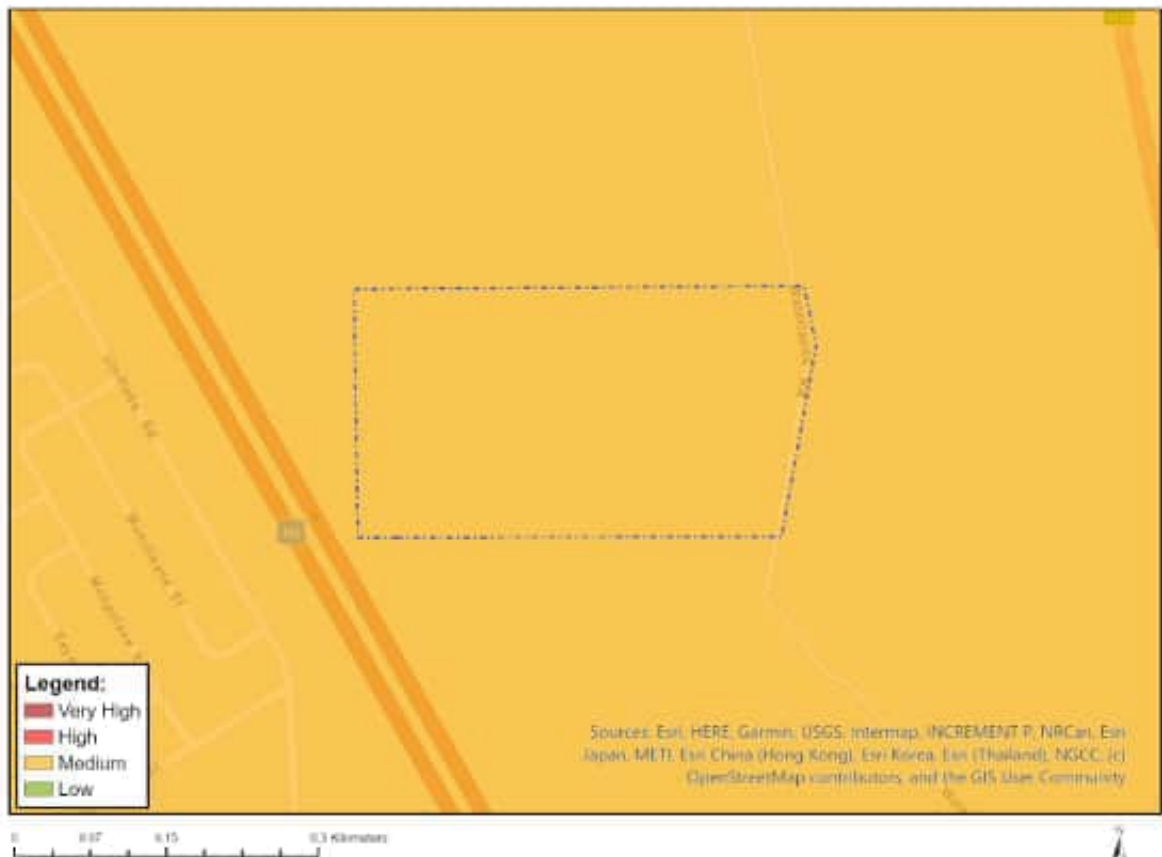 Legend:
Very High
High
Medium
Low
Sources: Esri, HERE, Garmin, USGS, Intermap, INCREMENT P, NRCan, Esri
Japan, METI, Esri China (Hong Kong), Esri Korea, Esri (Thailand), NGCC, (c)
OpenStreetMap contributors, and the GIS User Community
0 0.07 0.15 0.3 Kilometers